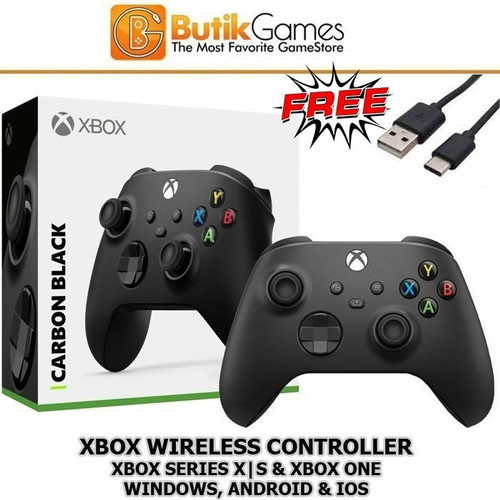 ButikGames
The Most Favorite GameStore
FREE
XBOX
CARBON BLACK
Y
X
B
A
Y
X
B
A
XBOX WIRELESS CONTROLLER
XBOX SERIES X|S & XBOX ONE
WINDOWS, ANDROID & IOS